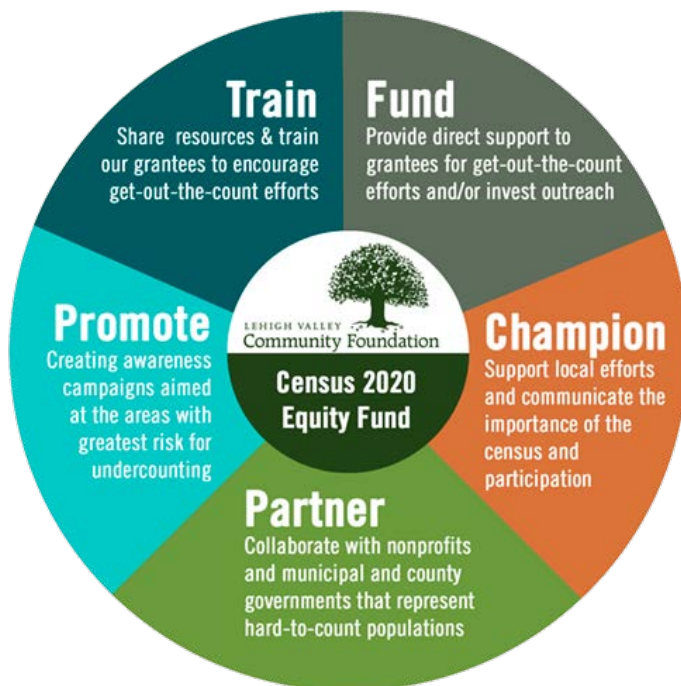 Train
Share resources & train
our grantees to encourage
get-out-the-count efforts
Fund
Provide direct support to
grantees for get-out-the-count
efforts and/or invest outreach
Champion
Support local efforts
and communicate the
importance of the
census and
participation
Partner
Collaborate with nonprofits
and municipal and county
governments that represent
hard-to-count populations
Promote
Creating awareness
campaigns aimed
at the areas with
greatest risk for
undercounting
LEHIGH VALLEY
Community Foundation
Census 2020
Equity Fund